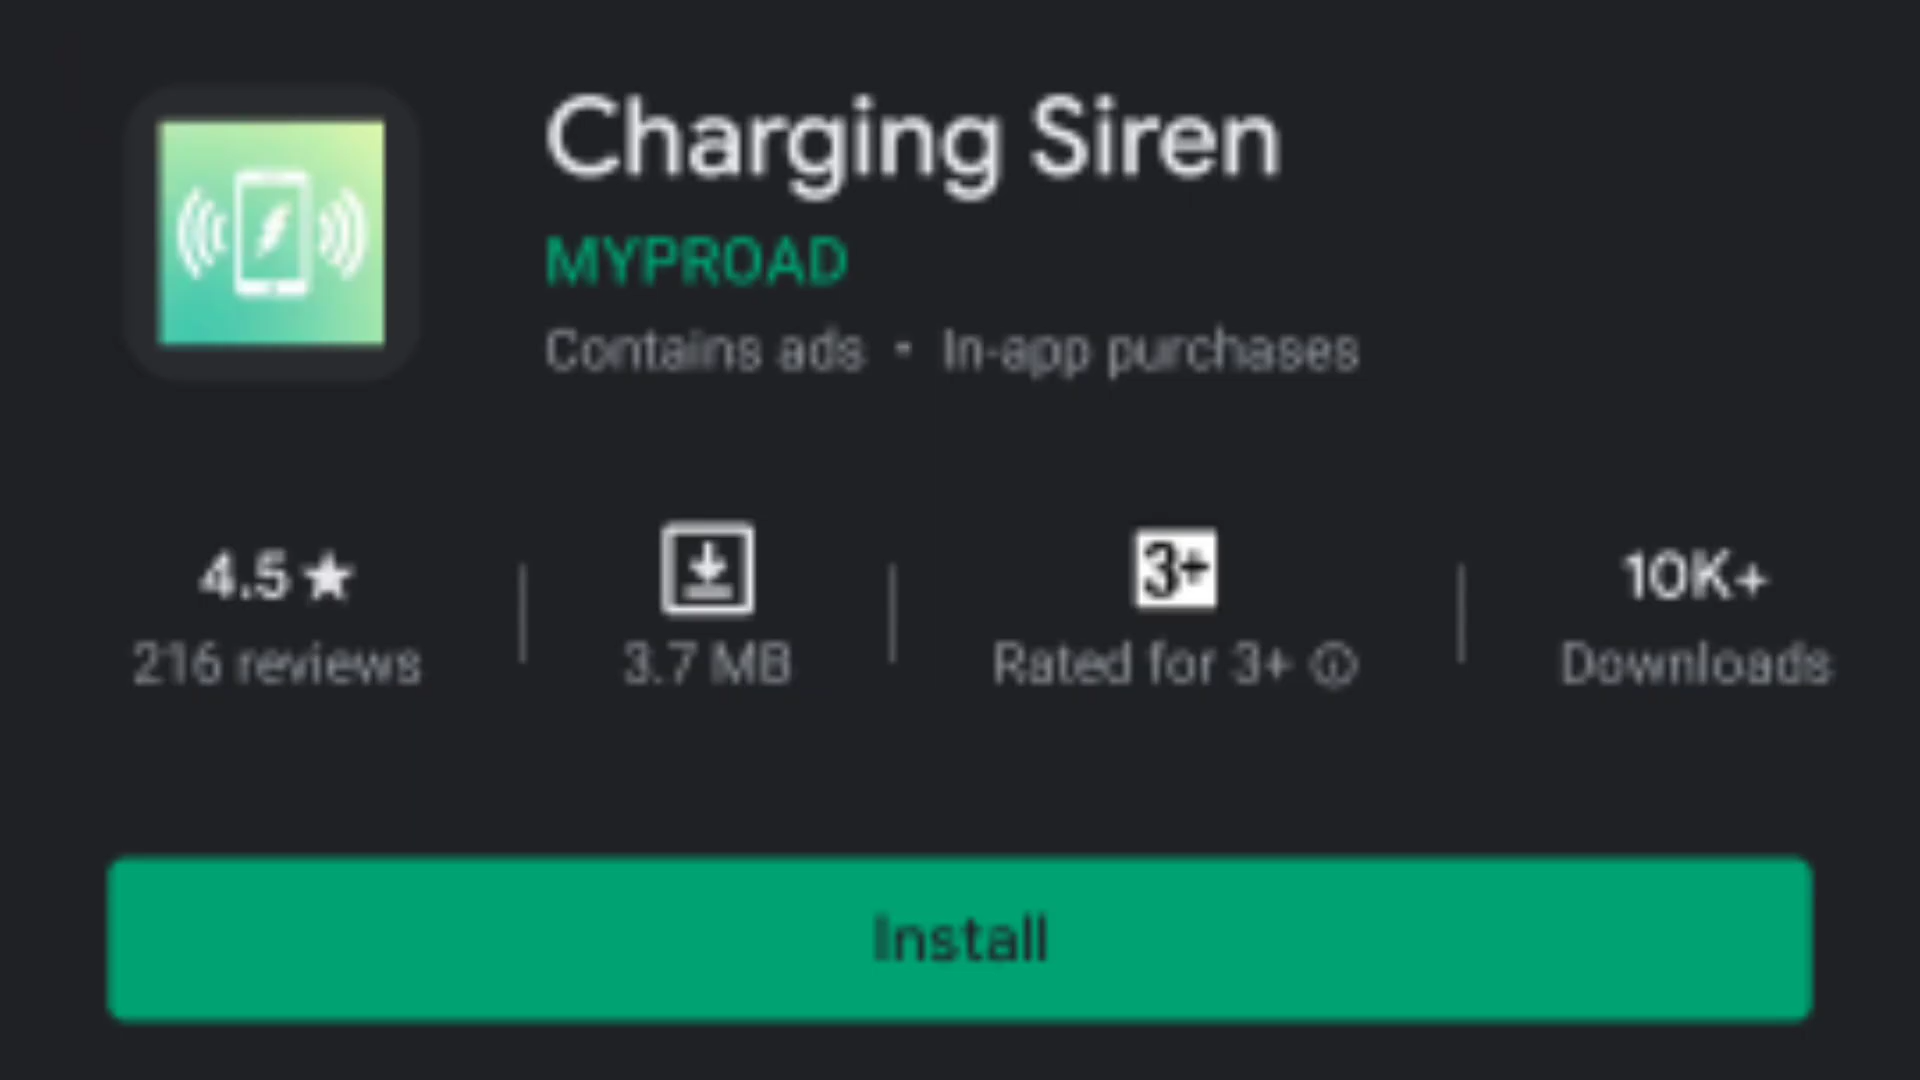 Charging Siren
MYPROAD
Contains ads • In-app purchases
4.5★
216 reviews
3.7 MB
3+
Rated for 3+ ⓘ
10K+
Downloads
Install